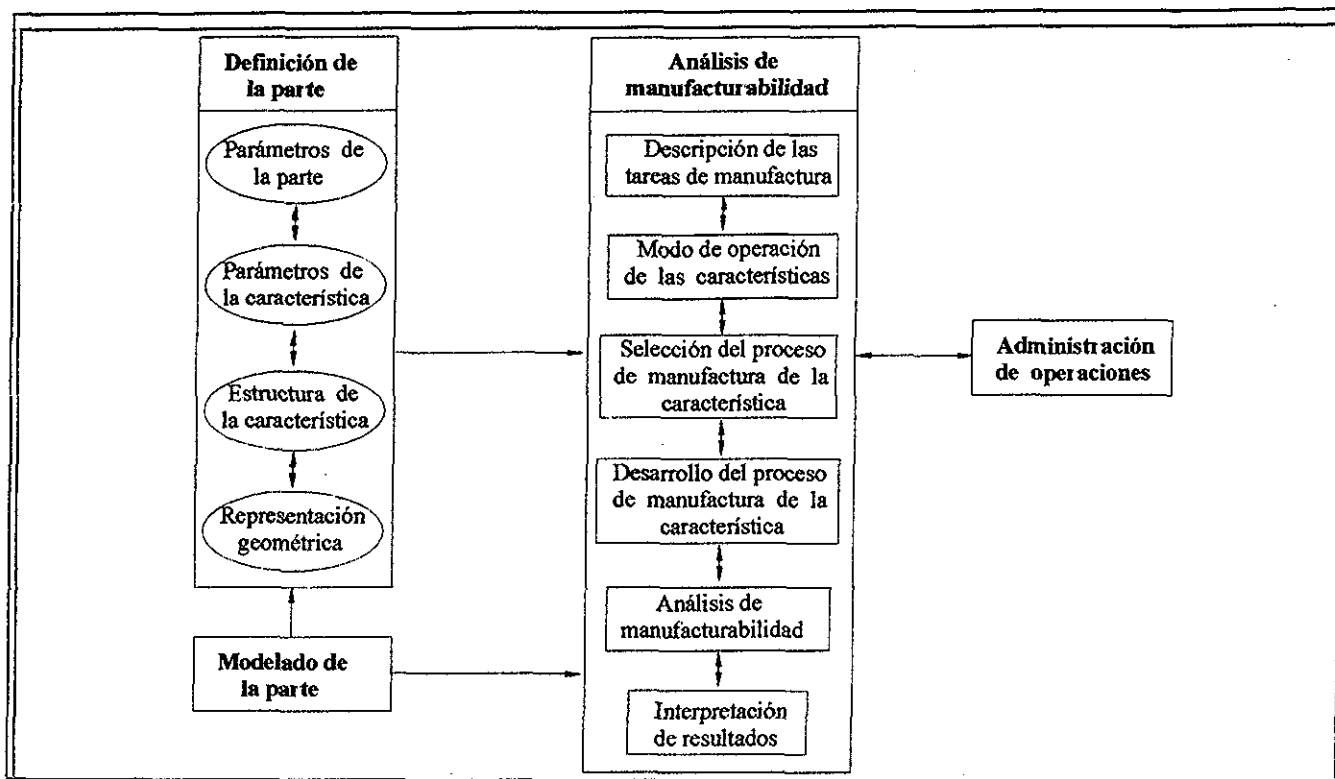 Definición de
la parte
Parámetros de
la parte
Parámetros de
la característica
Estructura de
la característica
Representación
geométrica
Modelado de
la parte
Análisis de
manufacturabilidad
Descripción de las
tareas de manufactura
Modo de operación
de las características
Selección del proceso
de manufactura de la
característica
Desarrollo del proceso
de manufactura de la
característica
Análisis de
manufacturabilidad
Interpretación
de resultados
Administración
de operaciones